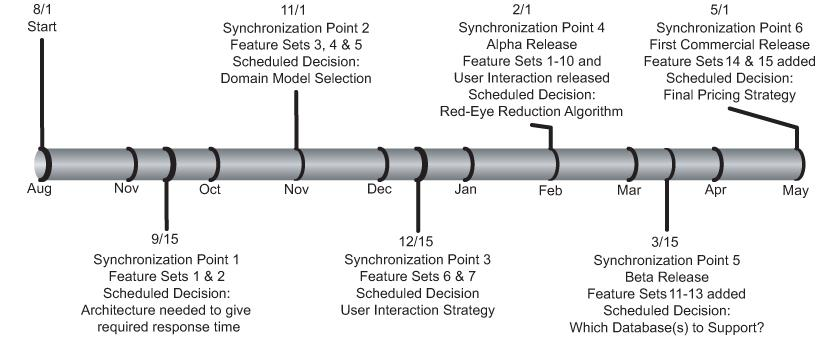 8/1
Start
11/1
Synchronization Point 2
Feature Sets 3, 4 & 5
Scheduled Decision:
Domain Model Selection
2/1
Synchronization Point 4
Alpha Release
Feature Sets 1-10 and
User Interaction released
Scheduled Decision:
Red-Eye Reduction Algorithm
5/1
Synchronization Point 6
First Commercial Release
Feature Sets 14 & 15 added
Scheduled Decision:
Final Pricing Strategy
Aug
Nov
Oct
Nov
Dec
Jan
Feb
Mar
Apr
May
9/15
Synchronization Point 1
Feature Sets 1 & 2
Scheduled Decision:
Architecture needed to give
required response time
12/15
Synchronization Point 3
Feature Sets 6 & 7
Scheduled Decision
User Interaction Strategy
3/15
Synchronization Point 5
Beta Release
Feature Sets 11-13 added
Scheduled Decision:
Which Database(s) to Support?